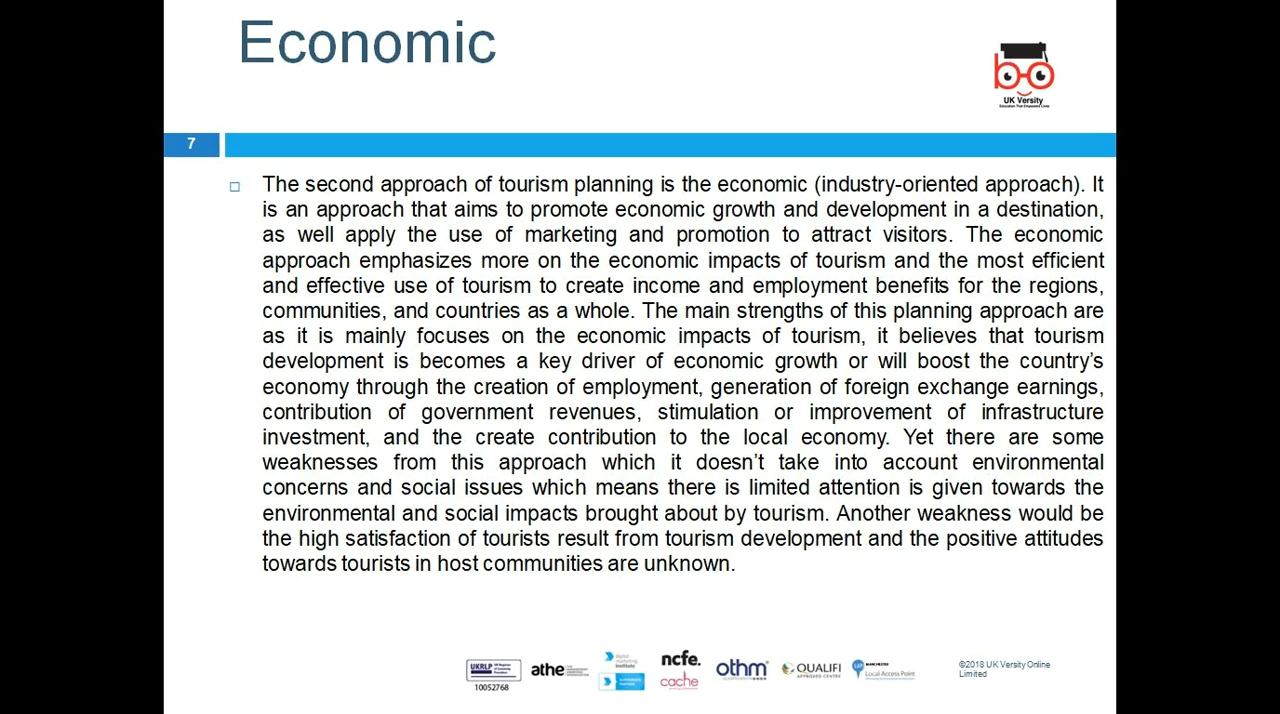 Economic
UK Versity
Education That Empowers Lives
7
The second approach of tourism planning is the economic (industry-oriented approach). It
is an approach that aims to promote economic growth and development in a destination,
as well apply the use of marketing and promotion to attract visitors. The economic
approach emphasizes more on the economic impacts of tourism and the most efficient
and effective use of tourism to create income and employment benefits for the regions,
communities, and countries as a whole. The main strengths of this planning approach are
as it is mainly focuses on the economic impacts of tourism, it believes that tourism
development is becomes a key driver of economic growth or will boost the country’s
economy through the creation of employment, generation of foreign exchange earnings,
contribution of government revenues, stimulation or improvement of infrastructure
investment, and the create contribution to the local economy. Yet there are some
weaknesses from this approach which it doesn’t take into account environmental
concerns and social issues which means there is limited attention is given towards the
environmental and social impacts brought about by tourism. Another weakness would be
the high satisfaction of tourists result from tourism development and the positive attitudes
towards tourists in host communities are unknown.
UKRLP
10052768
athe
digital marketing institute
ncfe.
cache
othm
QUALIFI
APPROVED CENTRE
LAP
MANCHESTER
Local Access Point
©2018 UK Versity Online
Limited